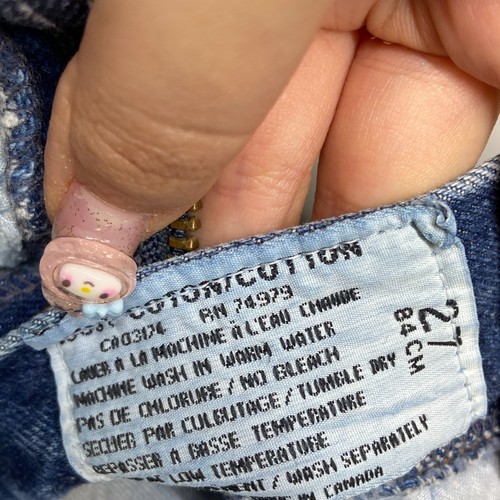 COTON/COTTON
CA03174 RN 74979
LAVER À LA MACHINE À L'EAU CHAUDE
MACHINE WASH IN WARM WATER
PAS DE CHLORURE / NO BLEACH
SECHER PAR CULBUTAGE / TUMBLE DRY
REPASSER A BASSE TEMPERATURE
LOW TEMPERATURE
/ WASH SEPARATELY
CANADA
27
84 CM